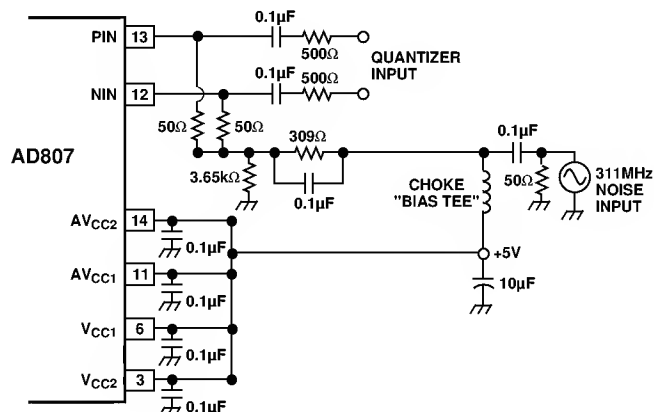 0.1µF
PIN
13
500Ω
QUANTIZER
INPUT
0.1µF
500Ω
NIN
12
50Ω
50Ω
309Ω
0.1µF
AD807
3.65kΩ
0.1µF
CHOKE
"BIAS TEE"
50Ω
311MHz
NOISE
INPUT
AVCC2
14
0.1µF
+5V
AVCC1
11
0.1µF
10µF
VCC1
6
0.1µF
VCC2
3
0.1µF